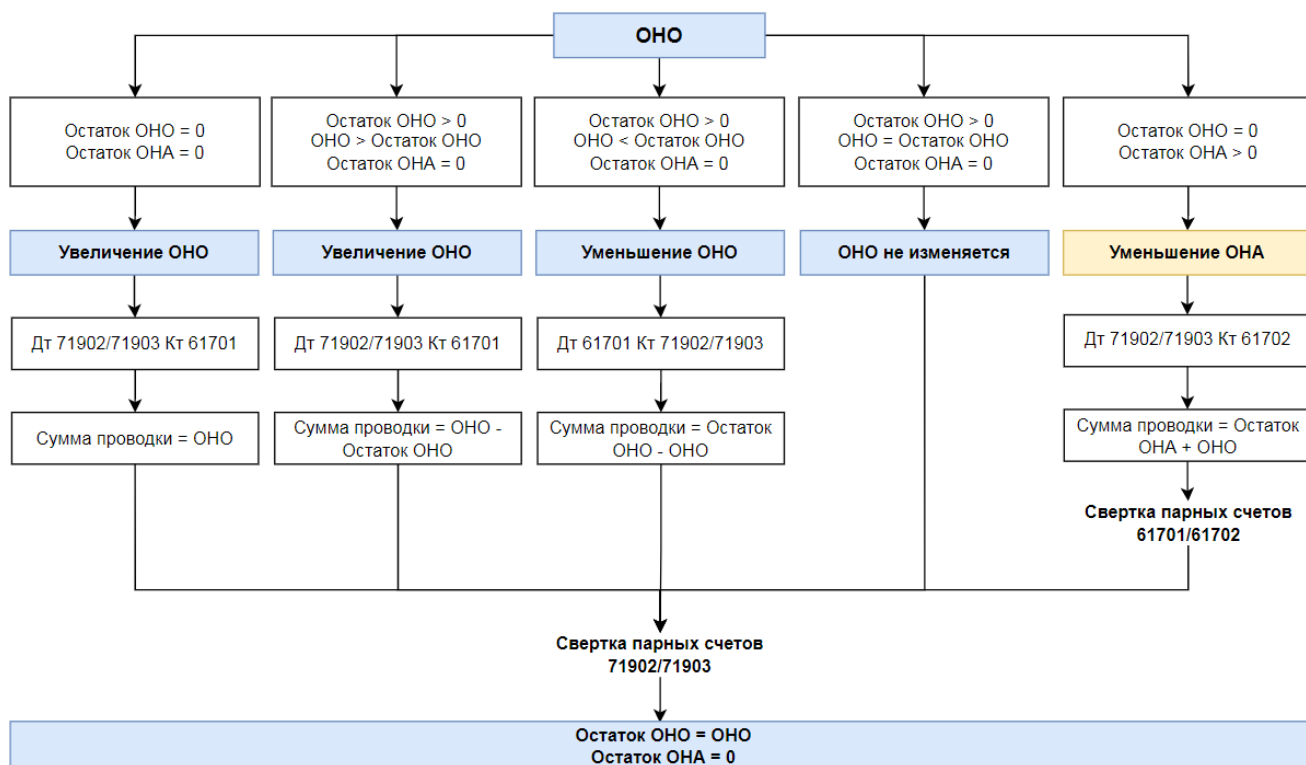 ОНО
Остаток ОНО = 0
Остаток ОНА = 0
Остаток ОНО > 0
ОНО > Остаток ОНО
Остаток ОНА = 0
Остаток ОНО > 0
ОНО < Остаток ОНО
Остаток ОНА = 0
Остаток ОНО > 0
ОНО = Остаток ОНО
Остаток ОНА = 0
Остаток ОНО = 0
Остаток ОНА > 0
Увеличение ОНО
Увеличение ОНО
Уменьшение ОНО
ОНО не изменяется
Уменьшение ОНА
Дт 71902/71903 Кт 61701
Дт 71902/71903 Кт 61701
Дт 61701 Кт 71902/71903
Дт 71902/71903 Кт 61702
Сумма проводки = ОНО
Сумма проводки = ОНО -
Остаток ОНО
Сумма проводки = Остаток
ОНО - ОНО
Сумма проводки = Остаток
ОНА + ОНО
Свертка парных счетов
61701/61702
Свертка парных счетов
71902/71903
Остаток ОНО = ОНО
Остаток ОНА = 0